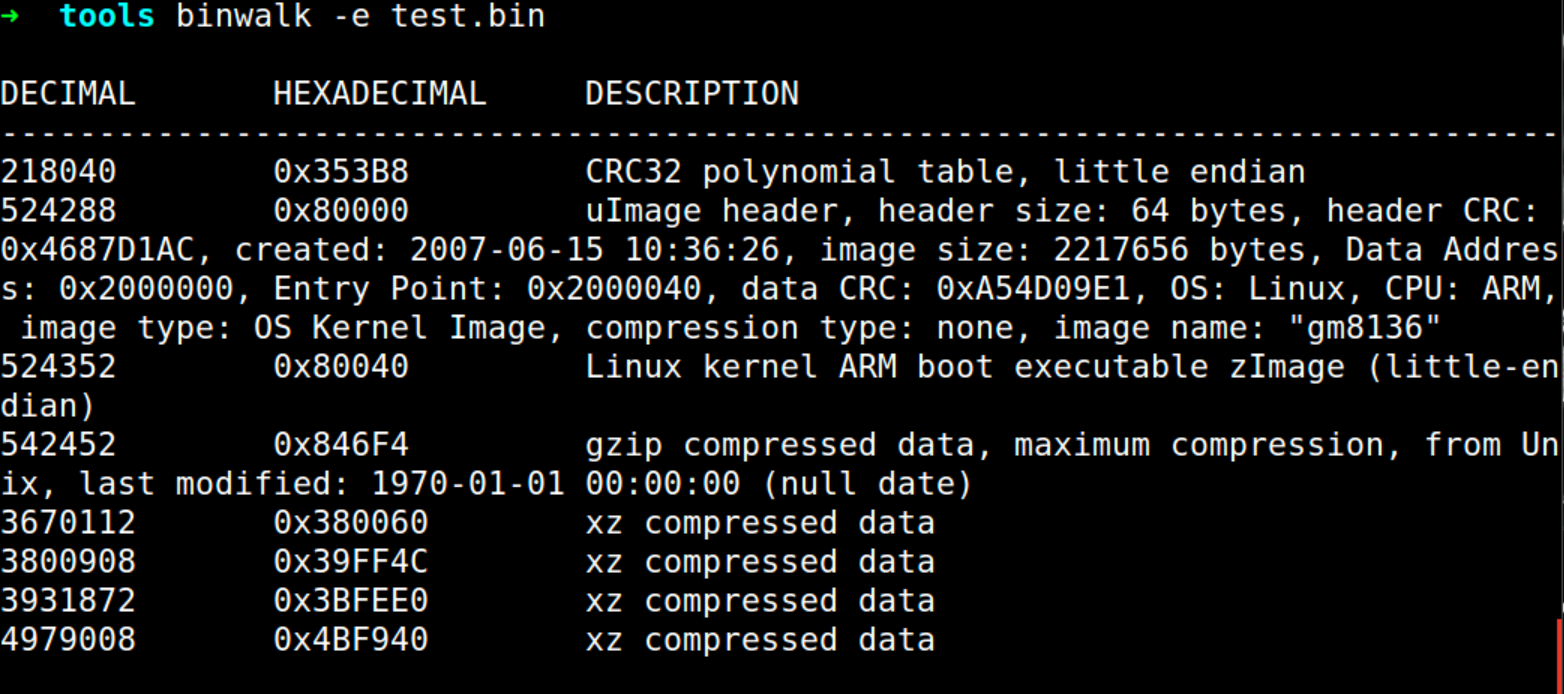 →  tools binwalk -e test.bin
DECIMAL       HEXADECIMAL     DESCRIPTION
--------------------------------------------------------------------------------
218040        0x353B8         CRC32 polynomial table, little endian
524288        0x80000         uImage header, header size: 64 bytes, header CRC:
0x4687D1AC, created: 2007-06-15 10:36:26, image size: 2217656 bytes, Data Addres
s: 0x2000000, Entry Point: 0x2000040, data CRC: 0xA54D09E1, OS: Linux, CPU: ARM,
 image type: OS Kernel Image, compression type: none, image name: "gm8136"
524352        0x80040         Linux kernel ARM boot executable zImage (little-en
dian)
542452        0x846F4         gzip compressed data, maximum compression, from Un
ix, last modified: 1970-01-01 00:00:00 (null date)
3670112       0x380060        xz compressed data
3800908       0x39FF4C        xz compressed data
3931872       0x3BFEE0        xz compressed data
4979008       0x4BF940        xz compressed data